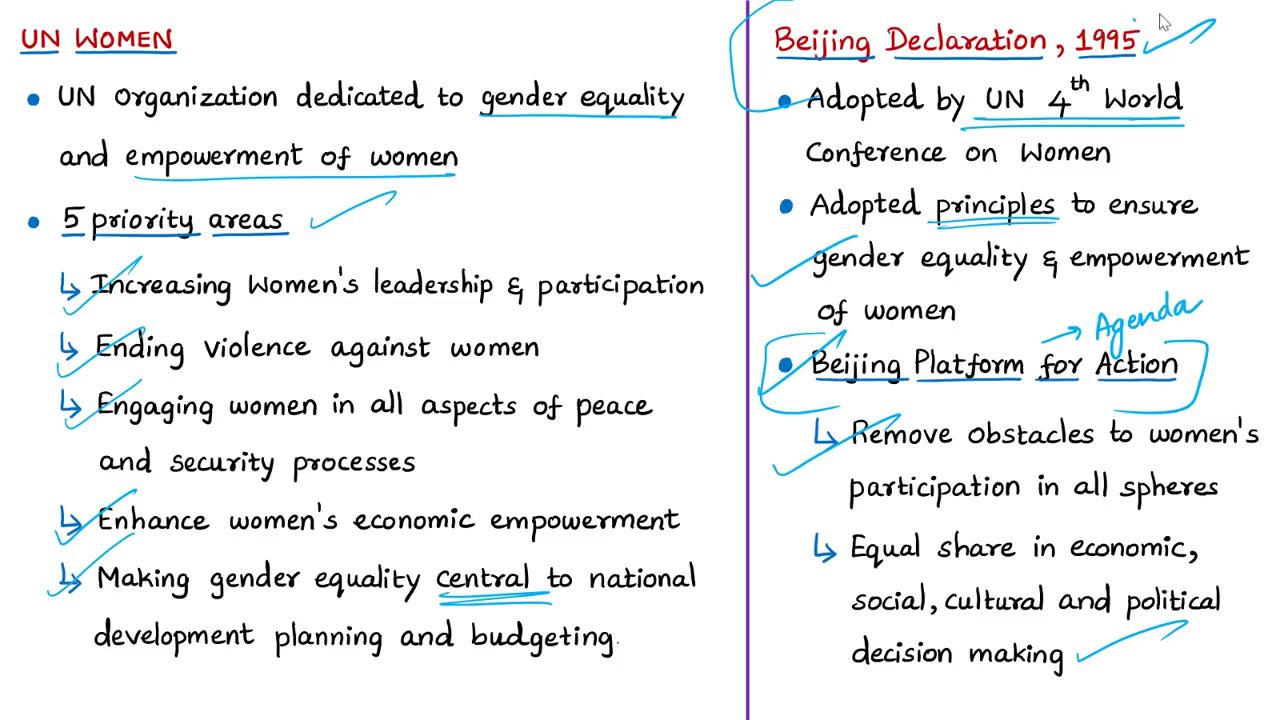 UN WOMEN
• UN Organization dedicated to gender equality
and empowerment of women
• 5 priority areas
↳ Increasing Women's leadership & participation
↳ Ending violence against women
↳ Engaging women in all aspects of peace
and security processes
↳ Enhance women's economic empowerment
↳ Making gender equality central to national
development planning and budgeting.
Beijing Declaration, 1995
• Adopted by UN 4th World
Conference on Women
• Adopted principles to ensure
gender equality & empowerment
of women
→ Agenda
• Beijing Platform for Action
↳ Remove obstacles to women's
participation in all spheres
↳ Equal share in economic,
social, cultural and political
decision making